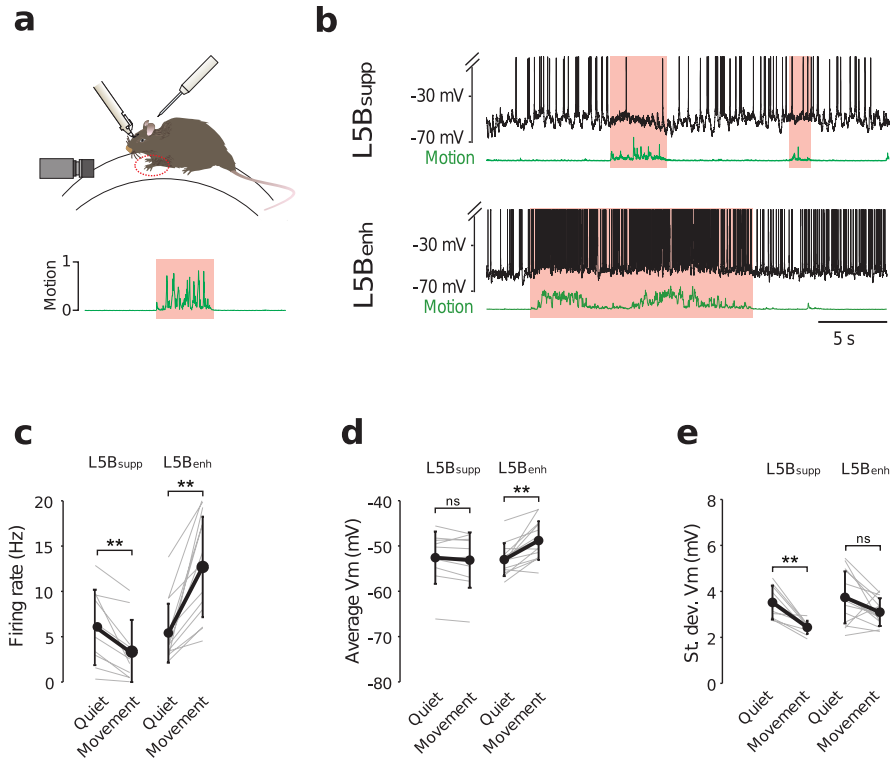 a
Motion
1
0
b
L5Bsupp
-30 mV
-70 mV
Motion
L5Benh
-30 mV
-70 mV
Motion
5 s
c
L5Bsupp
L5Benh
Firing rate (Hz)
20
15
10
5
0
**
**
Quiet
Movement
Quiet
Movement
d
L5Bsupp
L5Benh
Average Vm (mV)
-40
-50
-60
-70
-80
ns
**
Quiet
Movement
Quiet
Movement
e
L5Bsupp
L5Benh
St. dev. Vm (mV)
8
6
4
2
0
**
ns
Quiet
Movement
Quiet
Movement